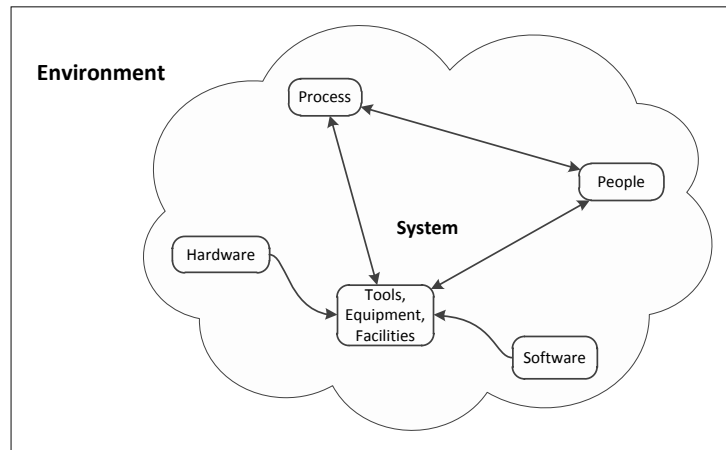 Environment
Process
People
System
Hardware
Tools,
Equipment,
Facilities
Software